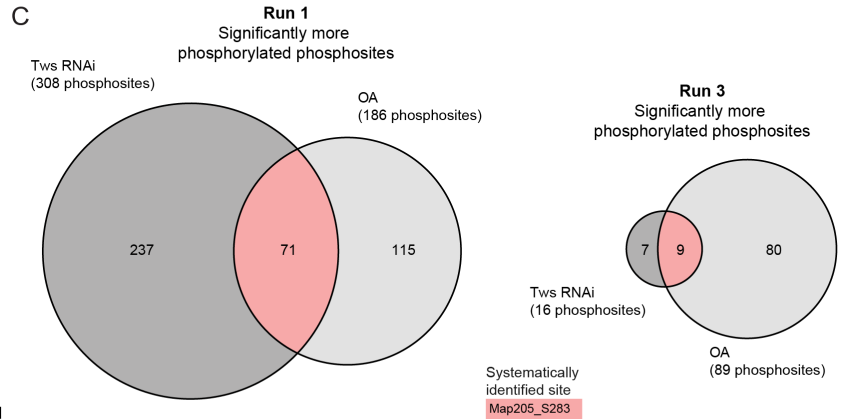 C
Run 1
Significantly more
phosphorylated phosphosites
Tws RNAi
(308 phosphosites)
OA
(186 phosphosites)
237
71
115
Run 3
Significantly more
phosphorylated phosphosites
7
9
80
Tws RNAi
(16 phosphosites)
OA
(89 phosphosites)
Systematically
identified site
Map205_S283